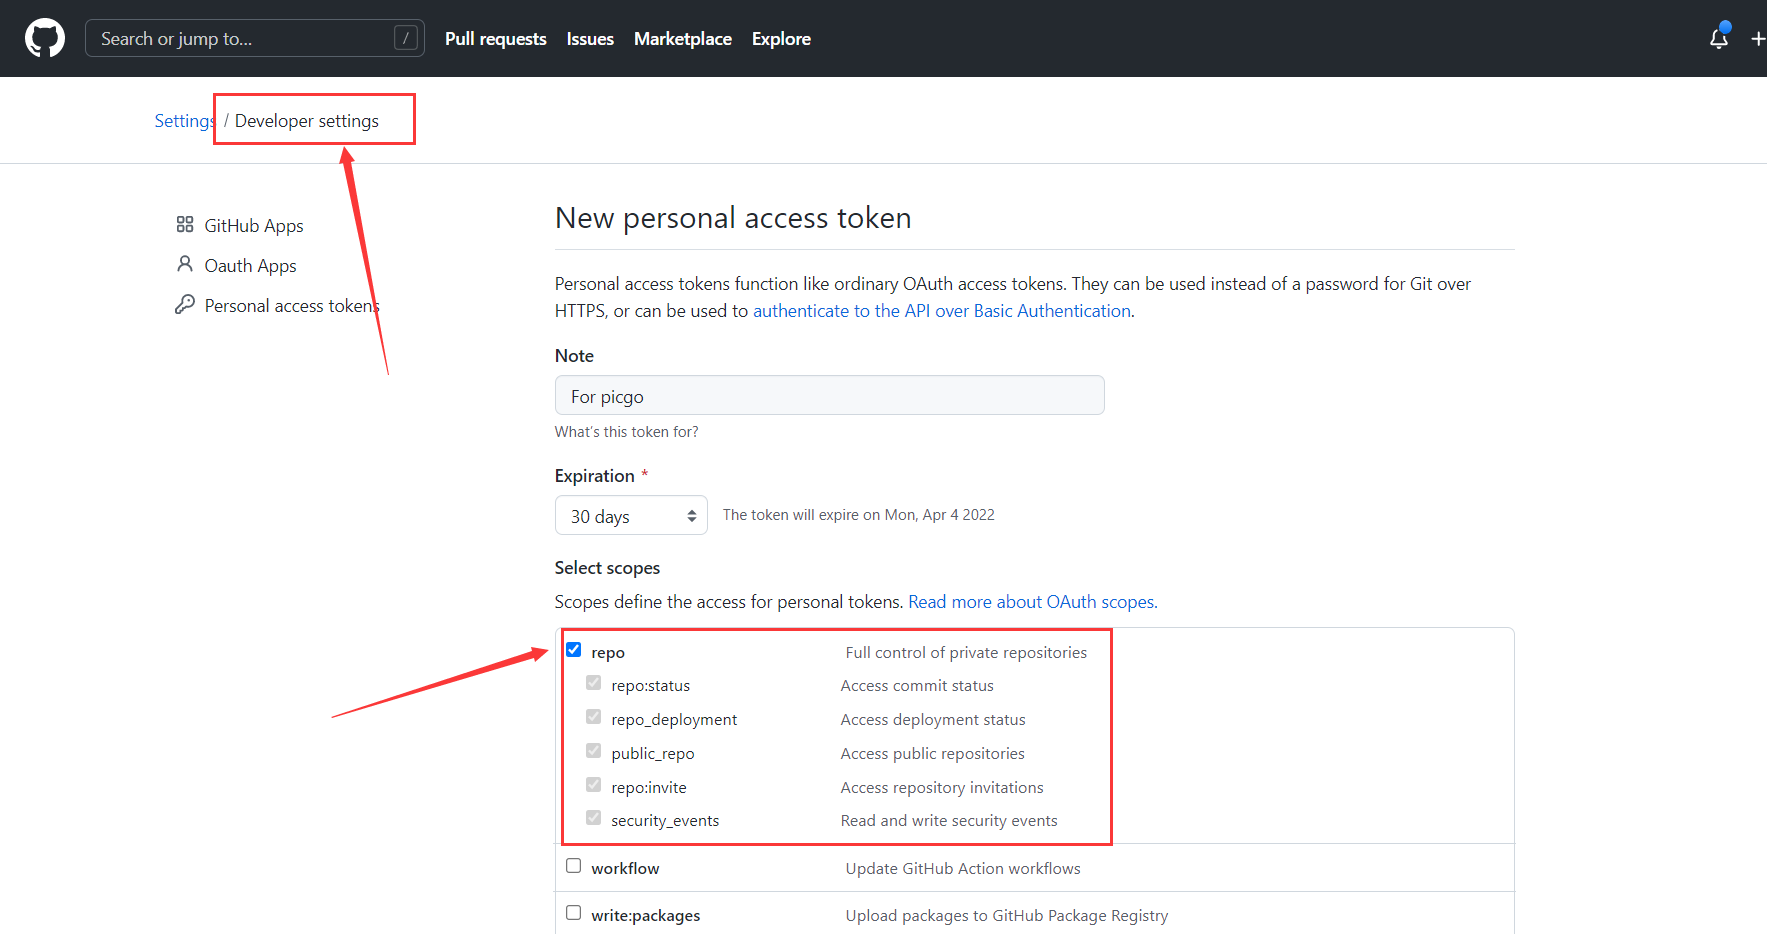 Search or jump to... /
Pull requests Issues Marketplace Explore
Settings / Developer settings
GitHub Apps
Oauth Apps
Personal access tokens
New personal access token
Personal access tokens function like ordinary OAuth access tokens. They can be used instead of a password for Git over
HTTPS, or can be used to authenticate to the API over Basic Authentication.
Note
For picgo
What's this token for?
Expiration *
30 days The token will expire on Mon, Apr 4 2022
Select scopes
Scopes define the access for personal tokens. Read more about OAuth scopes.
repo Full control of private repositories
repo:status Access commit status
repo_deployment Access deployment status
public_repo Access public repositories
repo:invite Access repository invitations
security_events Read and write security events
workflow Update GitHub Action workflows
write:packages Upload packages to GitHub Package Registry